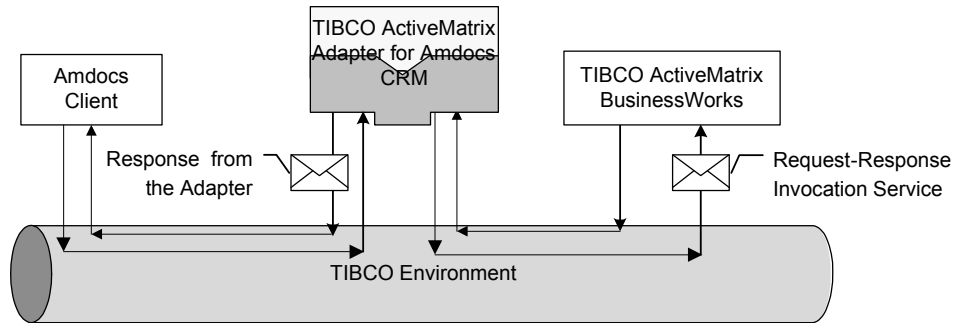 TIBCO ActiveMatrix
Adapter for Amdocs
CRM
Amdocs
Client
TIBCO ActiveMatrix
BusinessWorks
Response from
the Adapter
Request-Response
Invocation Service
TIBCO Environment